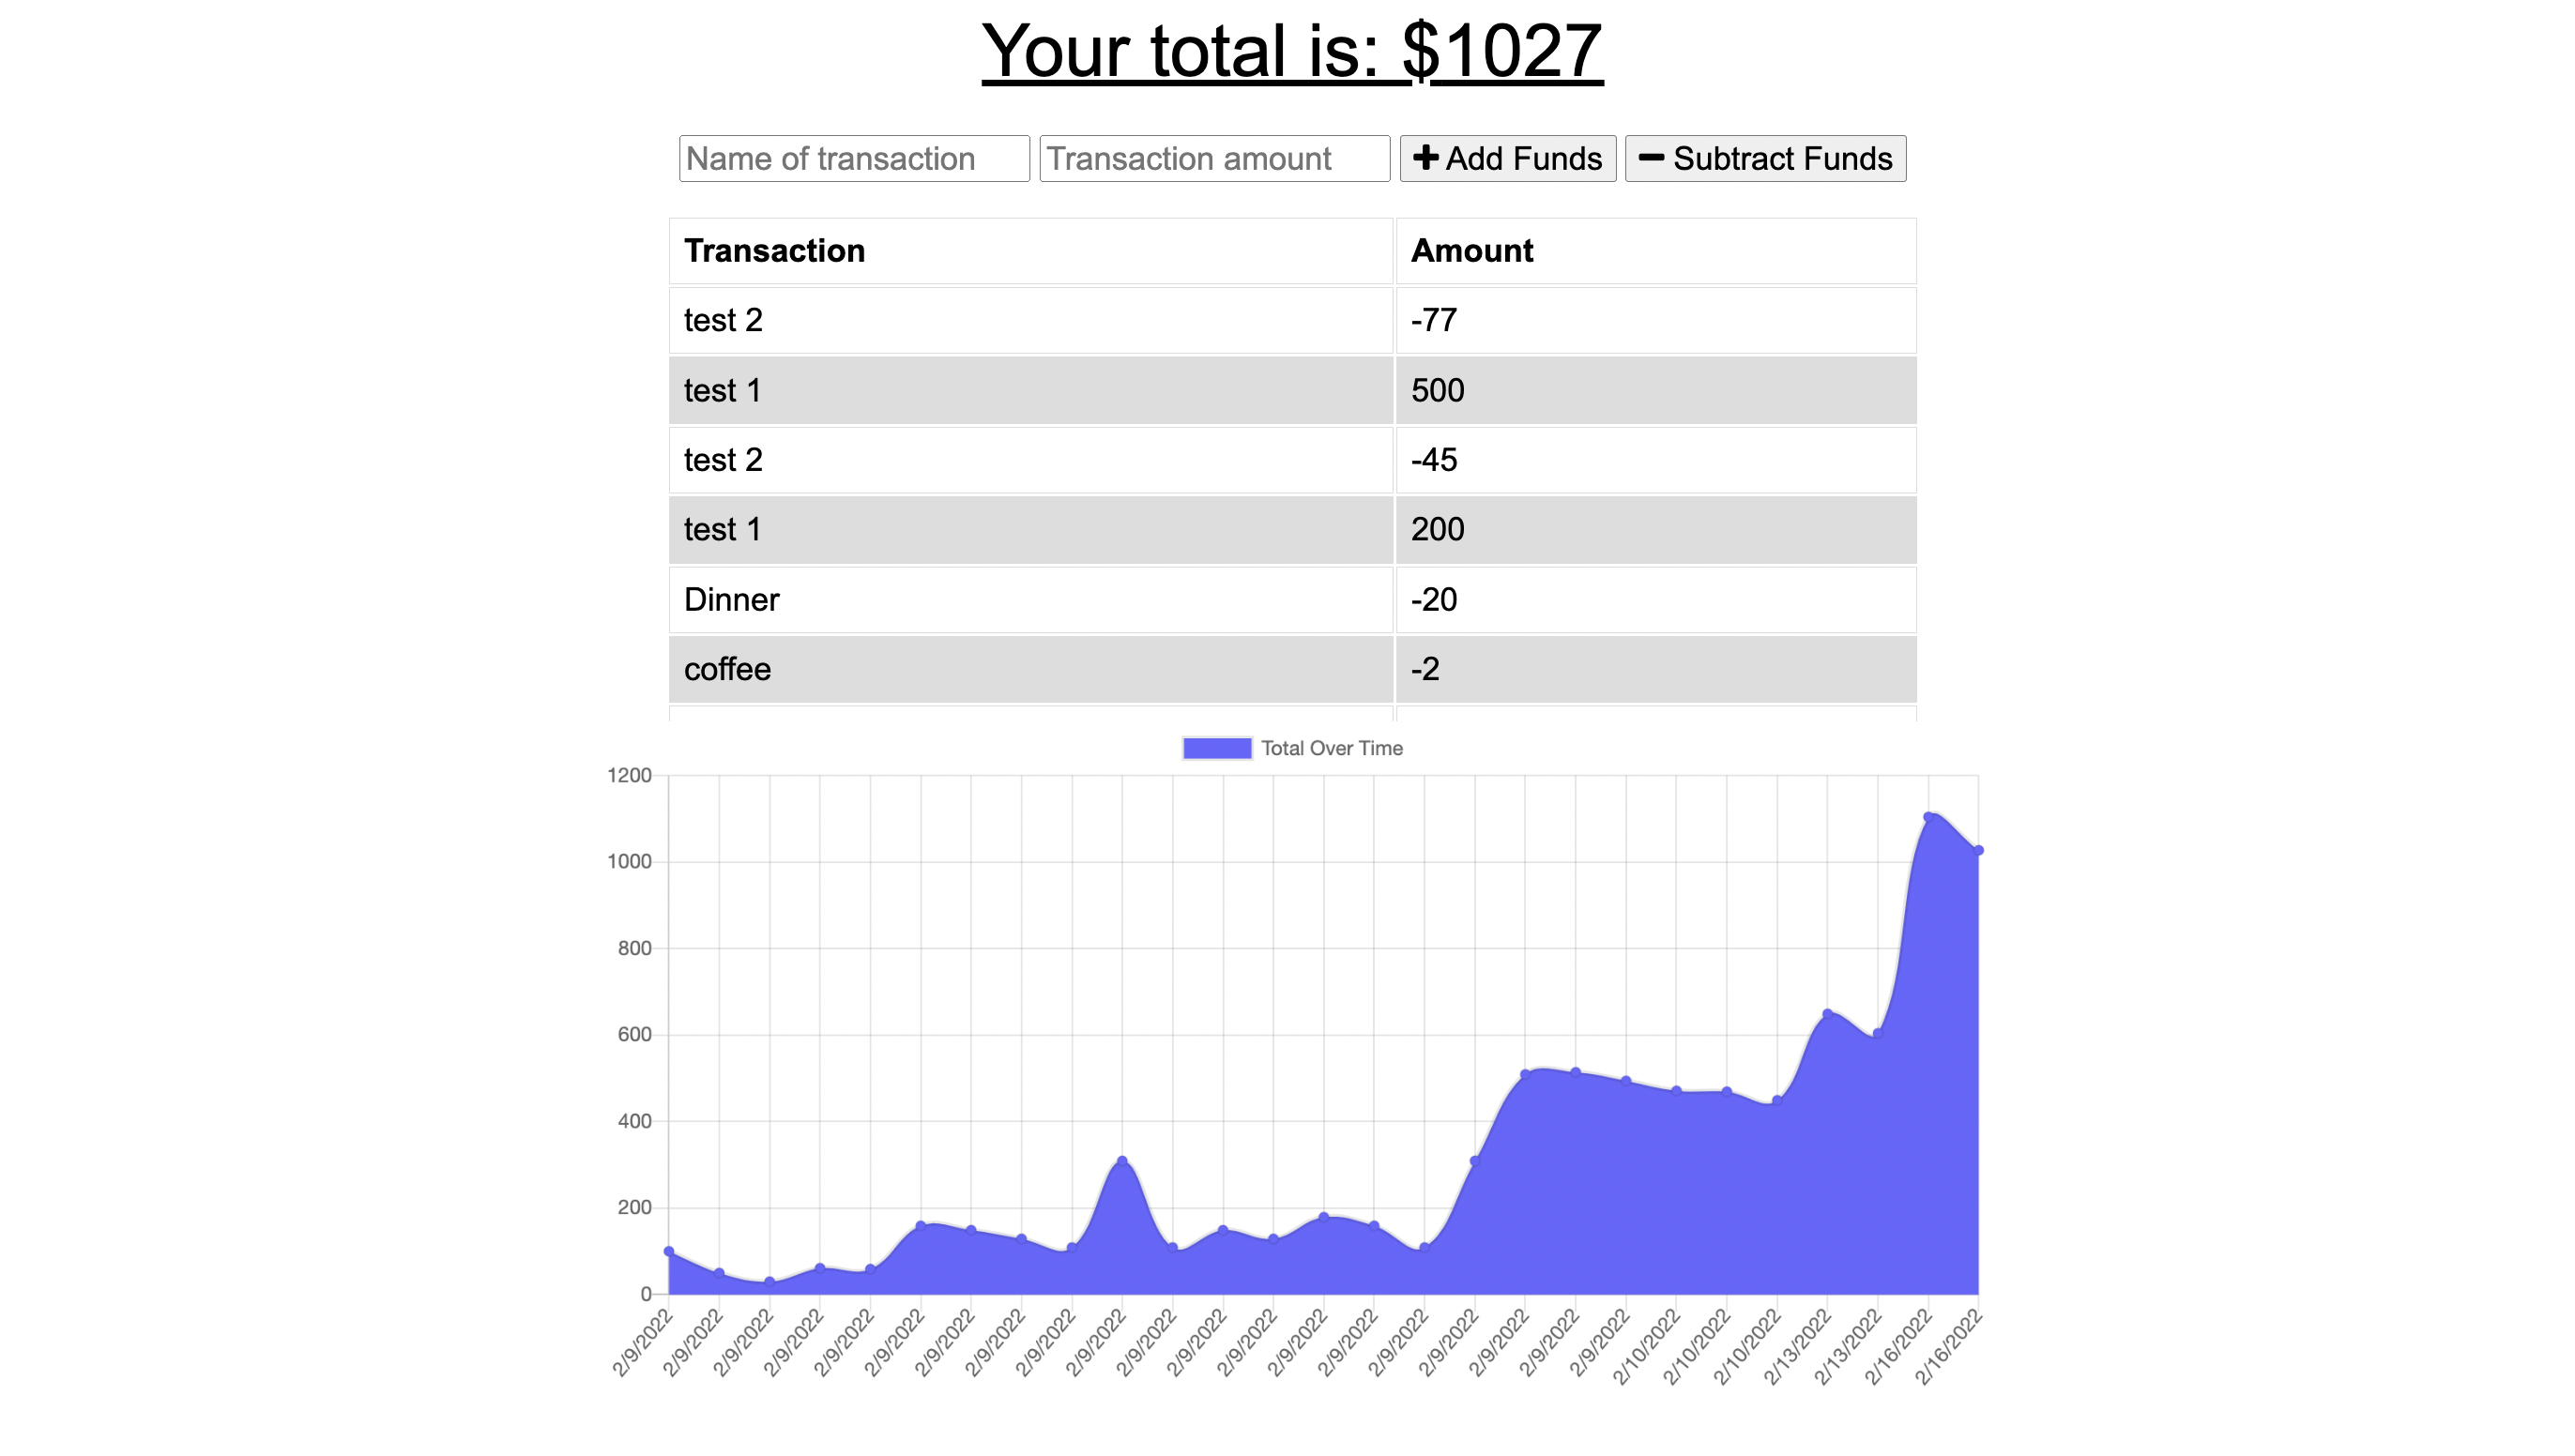 Your total is: $1027
Name of transaction Transaction amount Add Funds Subtract Funds
Transaction Amount
test 2 -77
test 1 500
test 2 -45
test 1 200
Dinner -20
coffee -2
Total Over Time
1200
1000
800
600
400
200
0
2/9/2022 2/9/2022 2/9/2022 2/9/2022 2/9/2022 2/9/2022 2/9/2022 2/9/2022 2/9/2022 2/9/2022 2/9/2022 2/9/2022 2/9/2022 2/9/2022 2/9/2022 2/9/2022 2/9/2022 2/9/2022 2/9/2022 2/9/2022 2/10/2022 2/10/2022 2/10/2022 2/13/2022 2/13/2022 2/16/2022 2/16/2022